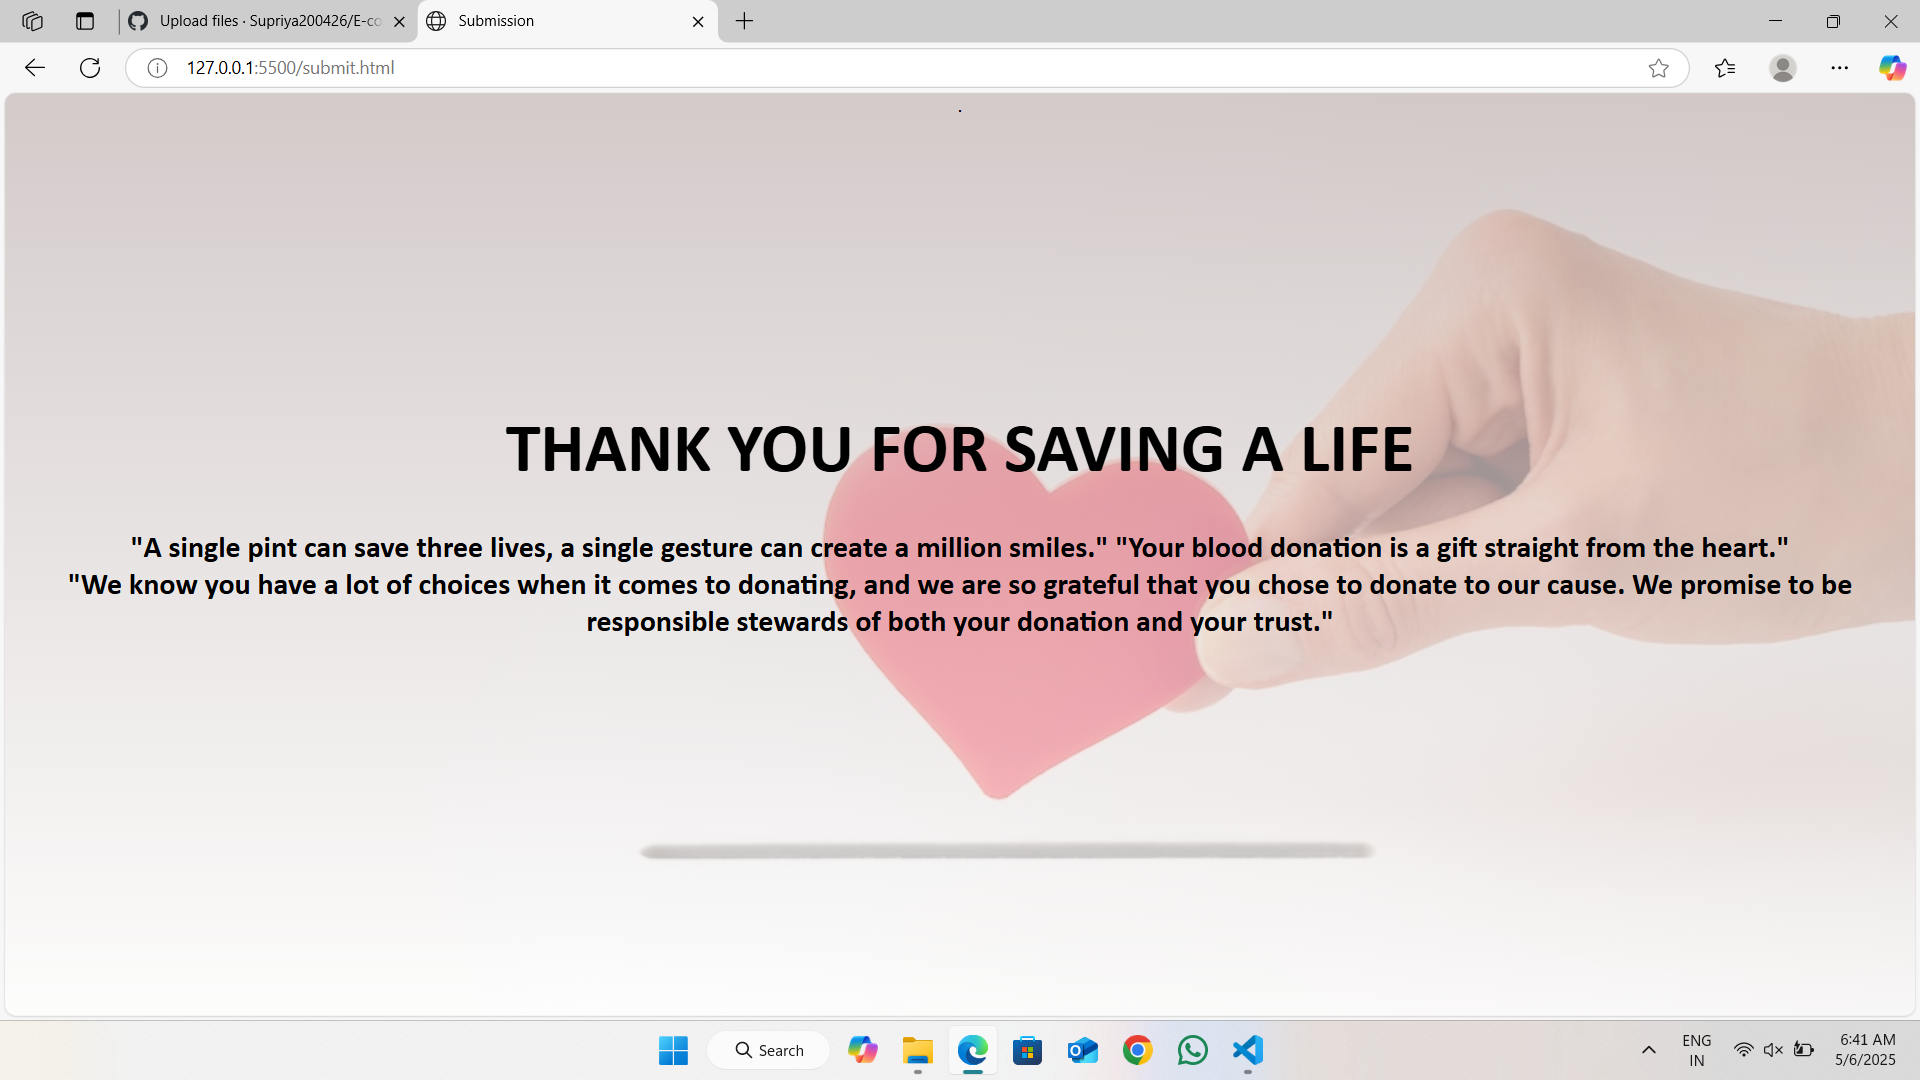 Upload files · Supriya200426/E-co
Submission
127.0.0.1:5500/submit.html
.
THANK YOU FOR SAVING A LIFE
"A single pint can save three lives, a single gesture can create a million smiles." "Your blood donation is a gift straight from the heart."
"We know you have a lot of choices when it comes to donating, and we are so grateful that you chose to donate to our cause. We promise to be
responsible stewards of both your donation and your trust."
Search
ENG
IN
6:41 AM
5/6/2025